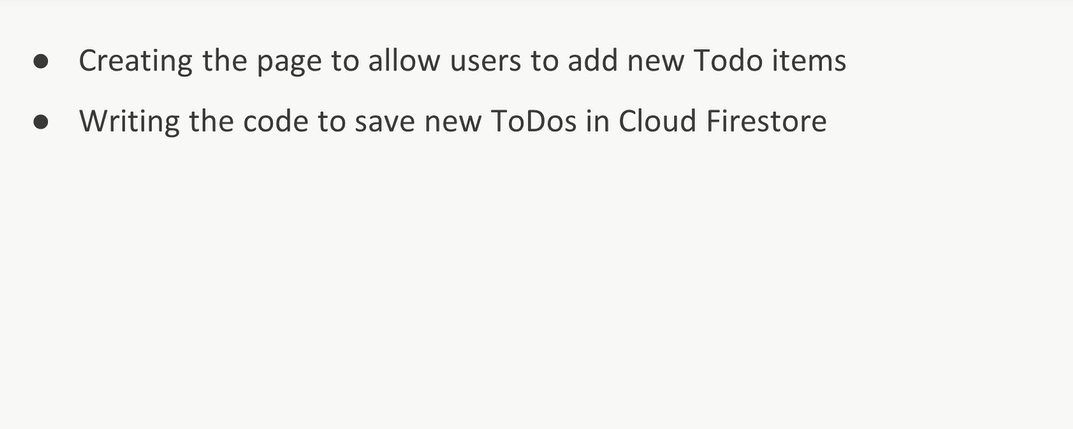 ● Creating the page to allow users to add new Todo items
● Writing the code to save new ToDos in Cloud Firestore